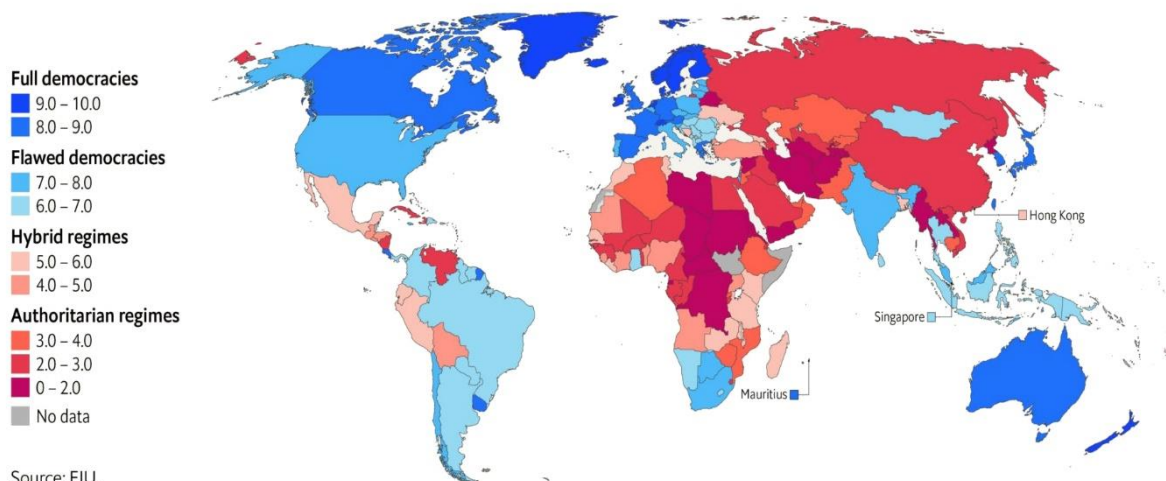 Full democracies
9.0 – 10.0
8.0 – 9.0
Flawed democracies
7.0 – 8.0
6.0 – 7.0
Hybrid regimes
5.0 – 6.0
4.0 – 5.0
Authoritarian regimes
3.0 – 4.0
2.0 – 3.0
0 – 2.0
No data
Source: EIU.
Hong Kong
Singapore
Mauritius